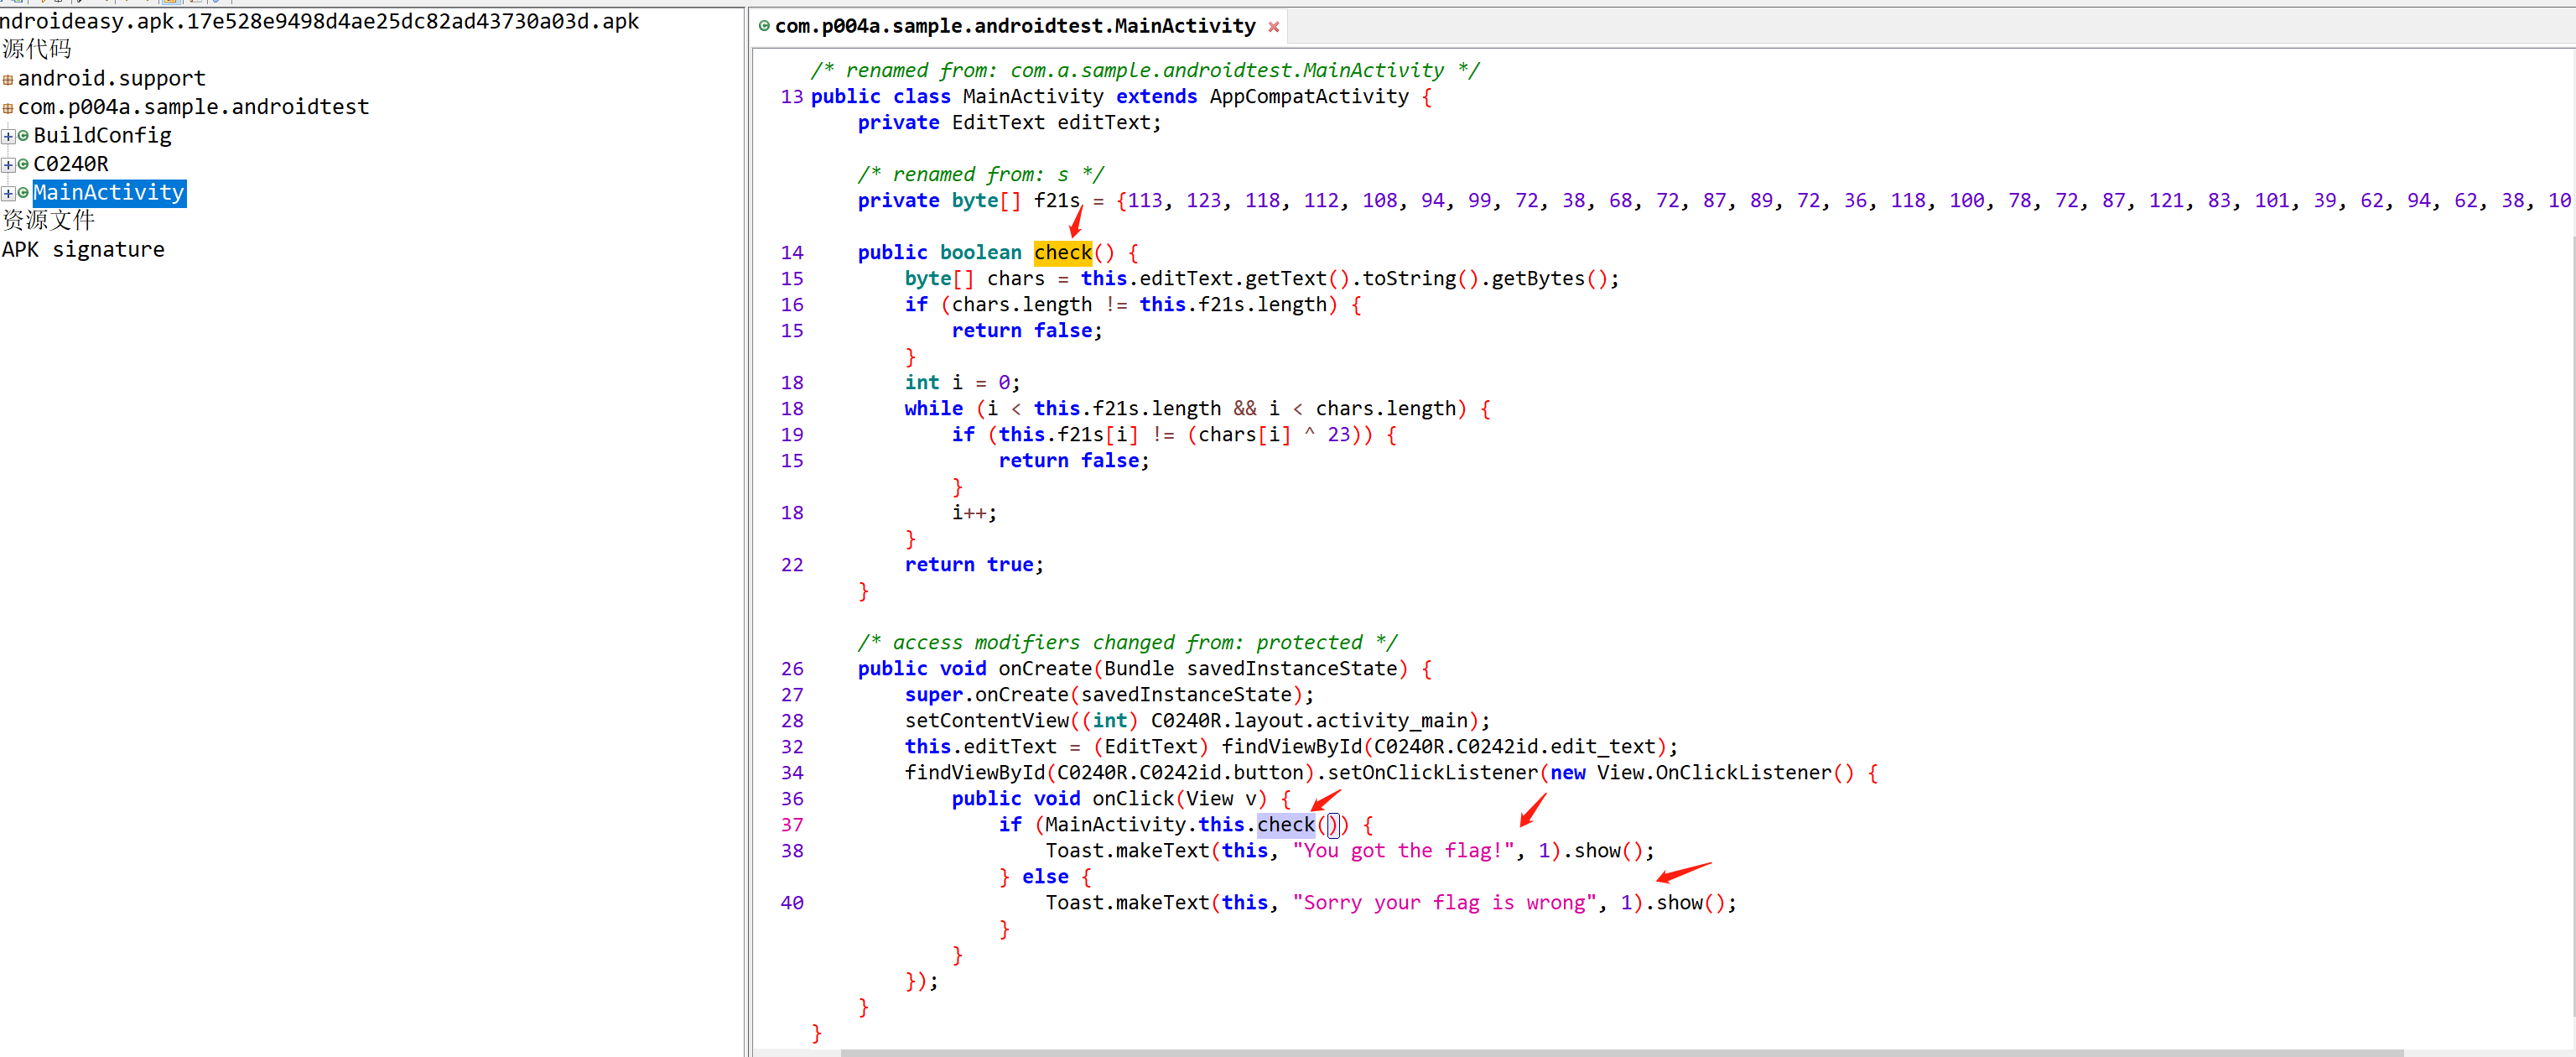 ndroideasy.apk.17e528e9498d4ae25dc82ad43730a03d.apk
源代码
android.support
com.p004a.sample.androidtest
BuildConfig
C0240R
MainActivity
资源文件
APK signature
com.p004a.sample.androidtest.MainActivity
/* renamed from: com.a.sample.androidtest.MainActivity */
13 public class MainActivity extends AppCompatActivity {
private EditText editText;
/* renamed from: s */
private byte[] f21s = {113, 123, 118, 112, 108, 94, 99, 72, 38, 68, 72, 87, 89, 72, 36, 118, 100, 78, 72, 87, 121, 83, 101, 39, 62, 94, 62, 38, 10
14 public boolean check() {
15 byte[] chars = this.editText.getText().toString().getBytes();
16 if (chars.length != this.f21s.length) {
15 return false;
}
18 int i = 0;
18 while (i < this.f21s.length && i < chars.length) {
19 if (this.f21s[i] != (chars[i] ^ 23)) {
15 return false;
}
18 i++;
}
22 return true;
}
/* access modifiers changed from: protected */
26 public void onCreate(Bundle savedInstanceState) {
27 super.onCreate(savedInstanceState);
28 setContentView((int) C0240R.layout.activity_main);
32 this.editText = (EditText) findViewById(C0240R.C0242id.edit_text);
34 findViewById(C0240R.C0242id.button).setOnClickListener(new View.OnClickListener() {
36 public void onClick(View v) {
37 if (MainActivity.this.check()) {
38 Toast.makeText(this, "You got the flag!", 1).show();
} else {
40 Toast.makeText(this, "Sorry your flag is wrong", 1).show();
}
}
});
}
}